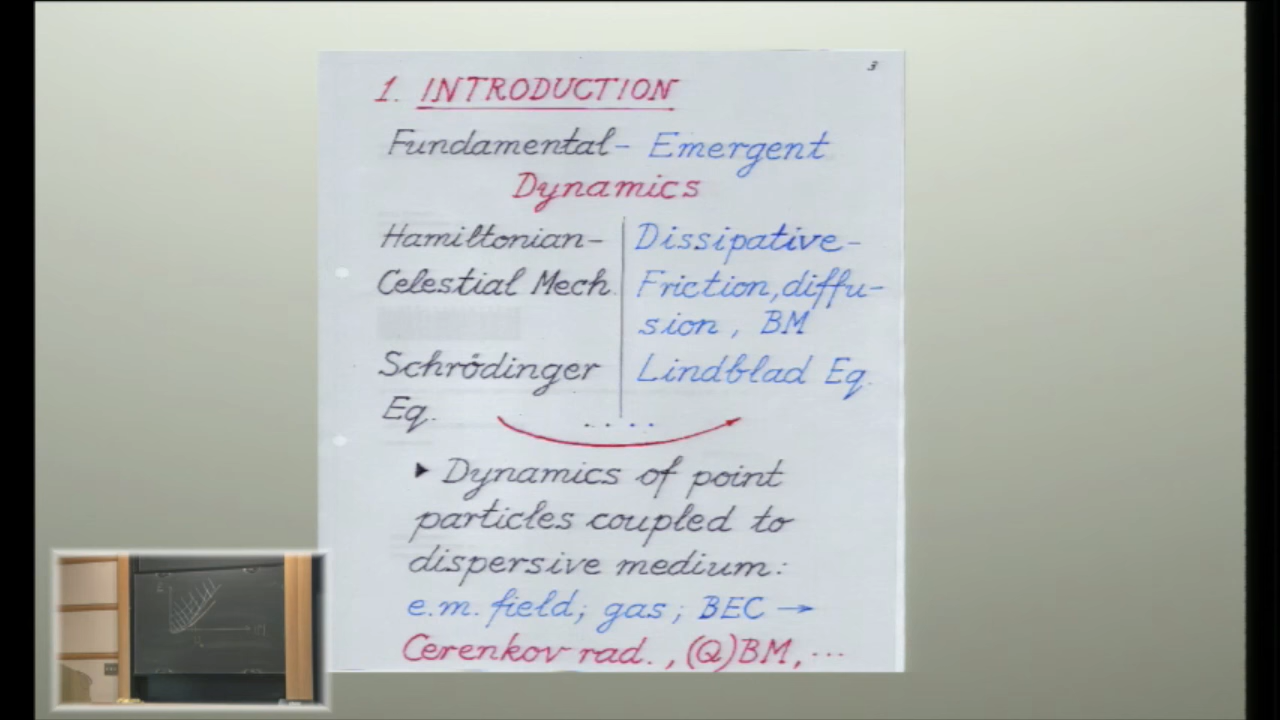 3
1. INTRODUCTION
Fundamental- Emergent
Dynamics
Hamiltonian- Dissipative-
Celestial Mech. Friction, diffu-
sion, BM
Schrödinger Lindblad Eq.
Eq. ....
▸ Dynamics of point
particles coupled to
dispersive medium:
e.m. field; gas; BEC →
Cerenkov rad., (Q)BM, ...